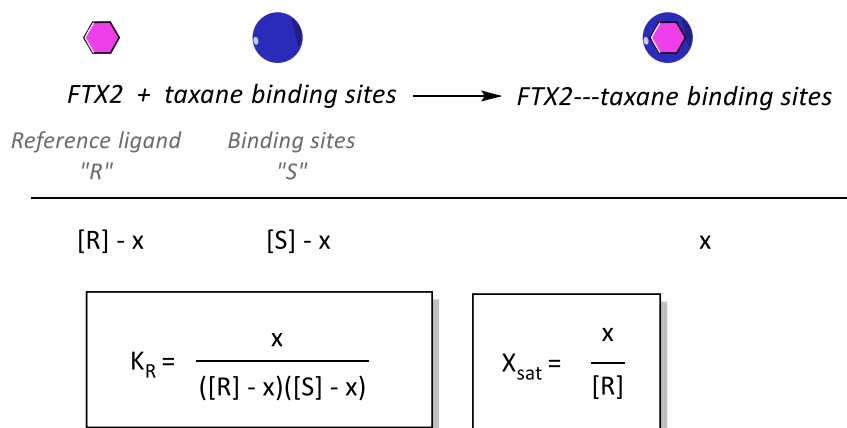 FTX2 + taxane binding sites FTX2---taxane binding sites
Reference ligand Binding sites
"R" "S"
[R] - x [S] - x x
K_R = x / (([R] - x)([S] - x)) X_sat = x / [R]